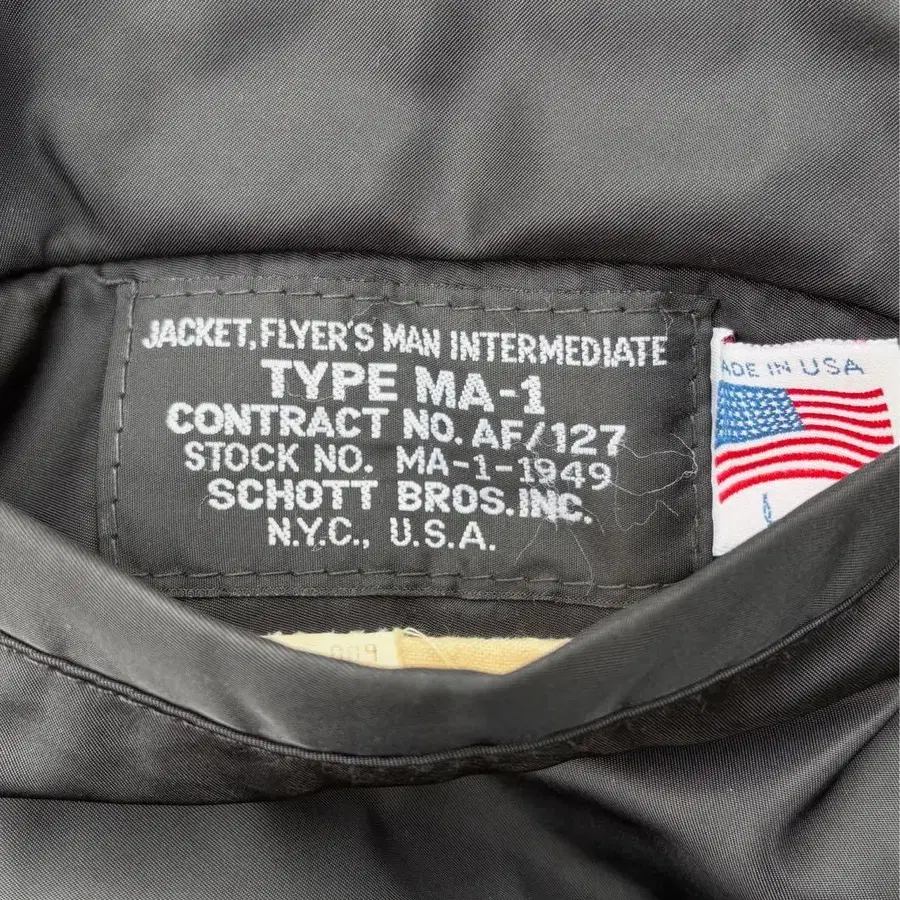 JACKET, FLYER'S MAN INTERMEDIATE
TYPE MA-1
CONTRACT NO. AF/127
STOCK NO. MA-1-1949
SCHOTT BROS. INC.
N.Y.C., U.S.A.
ADE IN USA